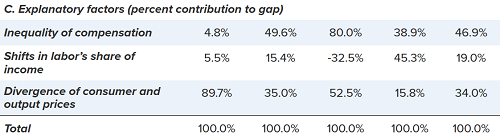 C. Explanatory factors (percent contribution to gap)
Inequality of compensation 4.8% 49.6% 80.0% 38.9% 46.9%
Shifts in labor’s share of income 5.5% 15.4% -32.5% 45.3% 19.0%
Divergence of consumer and output prices 89.7% 35.0% 52.5% 15.8% 34.0%
Total 100.0% 100.0% 100.0% 100.0% 100.0%